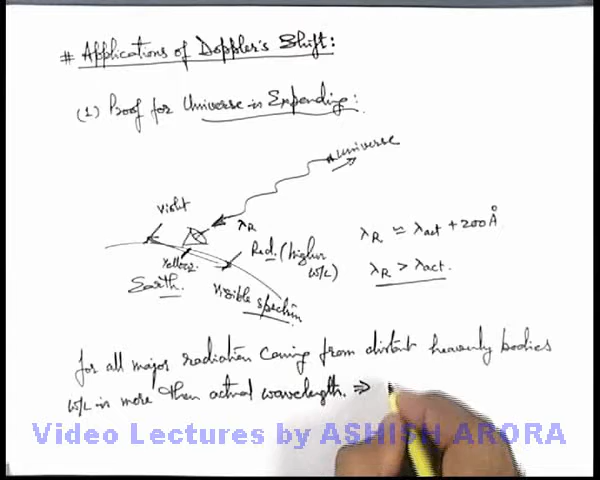 # Applications of Doppler's Shift:
(1) Proof for Universe is Expending:
universe
violet
λR
Red (higher
w/L)
yellow
Earth
visible spectrum
λR ≃ λact + 200 Å
λR > λact.
for all major radiation coming from distant heavenly bodies
w/L is more then actual wavelength. ⇒
Video Lectures by ASHISH ARORA